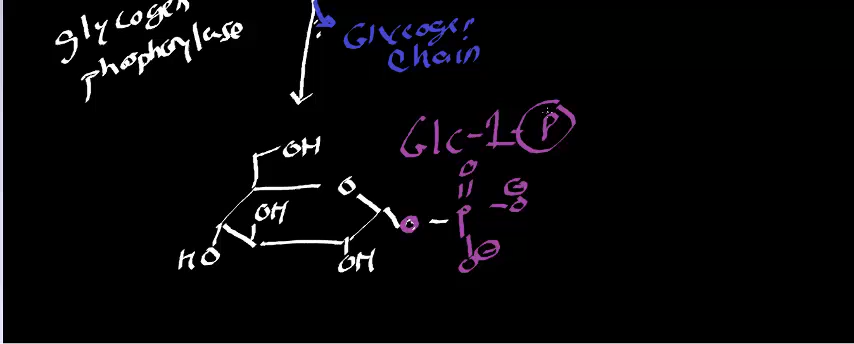 Glycogen
phosphorylase
Glycogen
Chain
Glc-1-P
OH
O
O
OH
O
P
O
HO
OH
O